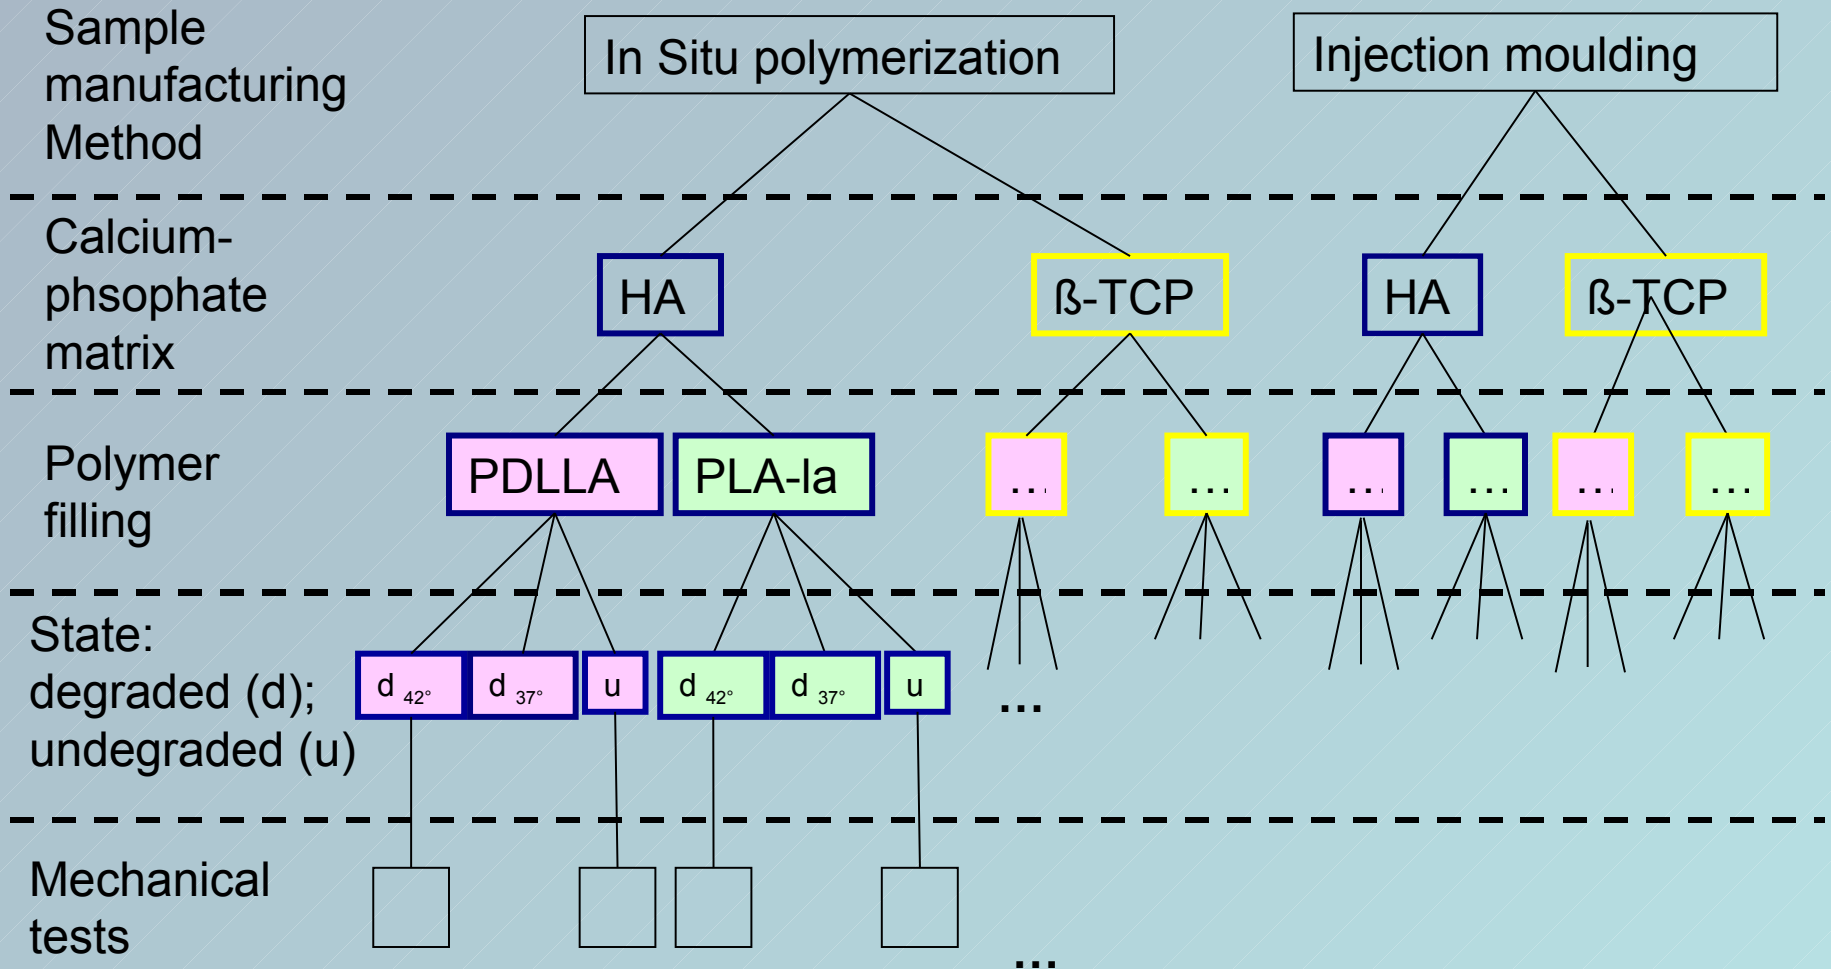 Sample
manufacturing
Method
In Situ polymerization
Injection moulding
Calcium-
phsophate
matrix
HA
ß-TCP
HA
ß-TCP
Polymer
filling
PDLLA
PLA-la
...
...
...
...
...
...
State:
degraded (d);
undegraded (u)
d 42°
d 37°
u
d 42°
d 37°
u
...
Mechanical
tests
...